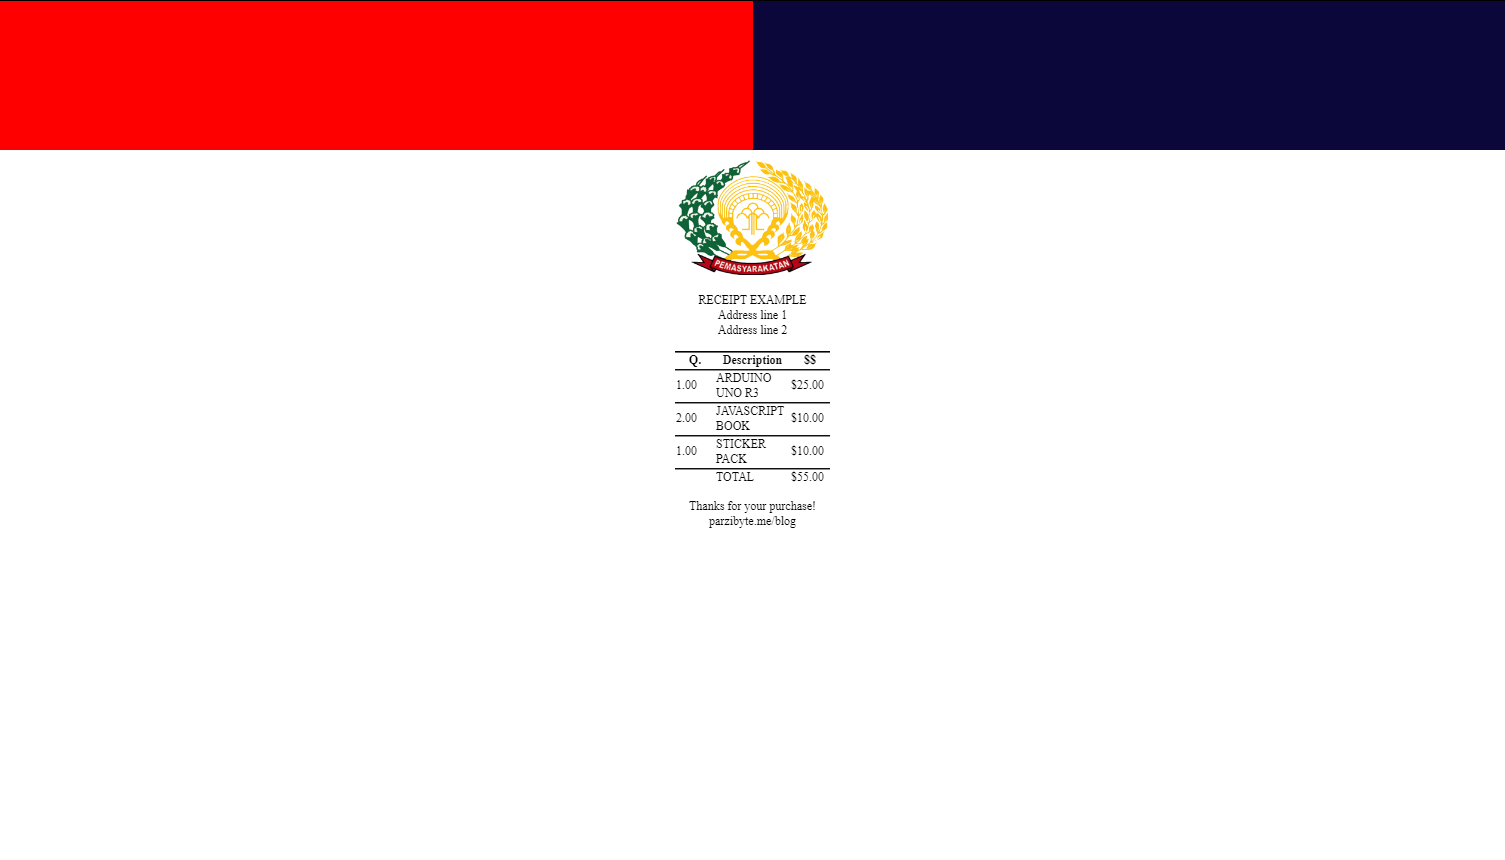 PEMASYARAKATAN
RECEIPT EXAMPLE
Address line 1
Address line 2
Q. Description $$
1.00 ARDUINO UNO R3 $25.00
2.00 JAVASCRIPT BOOK $10.00
1.00 STICKER PACK $10.00
TOTAL $55.00
Thanks for your purchase!
parzibyte.me/blog